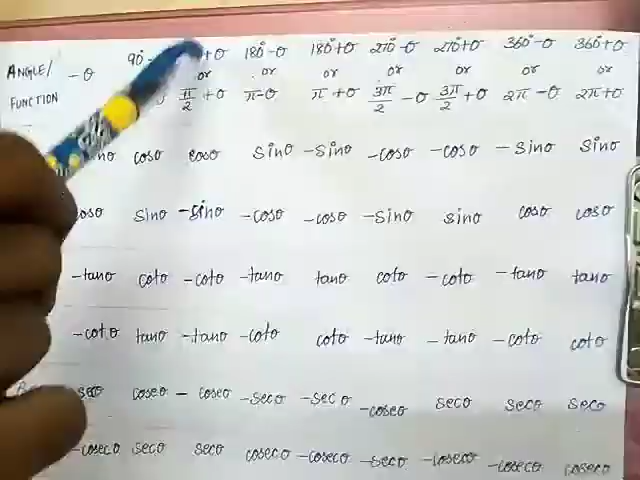 ANGLE/ -θ 90°- +θ 180°-θ 180°+θ 270°-θ 270°+θ 360°-θ 360°+θ
or or or or or or or
FUNCTION π/2 +θ π-θ π+θ 3π/2 -θ 3π/2 +θ 2π-θ 2π+θ
cosθ cosθ sinθ -sinθ -cosθ -cosθ -sinθ sinθ
cosθ sinθ -sinθ -cosθ -cosθ -sinθ sinθ cosθ cosθ
-tanθ cotθ -cotθ -tanθ tanθ cotθ -cotθ -tanθ tanθ
-cotθ tanθ -tanθ -cotθ cotθ -tanθ -tanθ -cotθ cotθ
secθ cosecθ -cosecθ -secθ -secθ -cosecθ secθ secθ secθ
-cosecθ secθ secθ cosecθ -cosecθ -secθ -cosecθ -cosecθ cosecθ